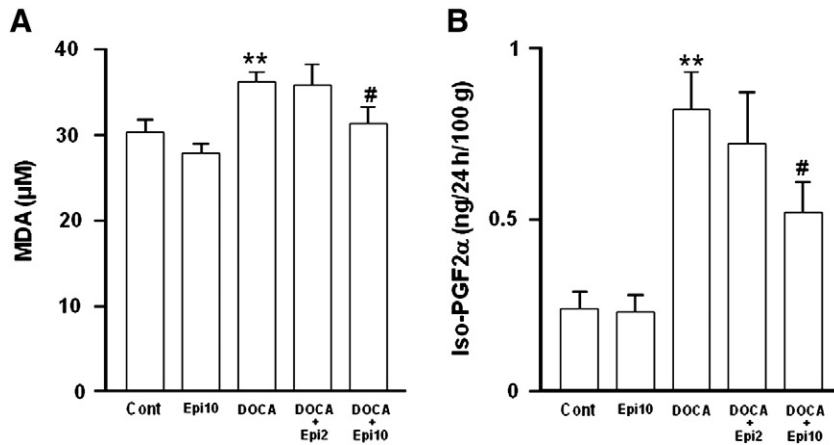 A
MDA (µM)
40
30
20
10
0
**
#
Cont Epi10 DOCA DOCA + Epi2 DOCA + Epi10
B
Iso-PGF2α (ng/24 h/100 g)
1
0.5
0
**
#
Cont Epi10 DOCA DOCA + Epi2 DOCA + Epi10